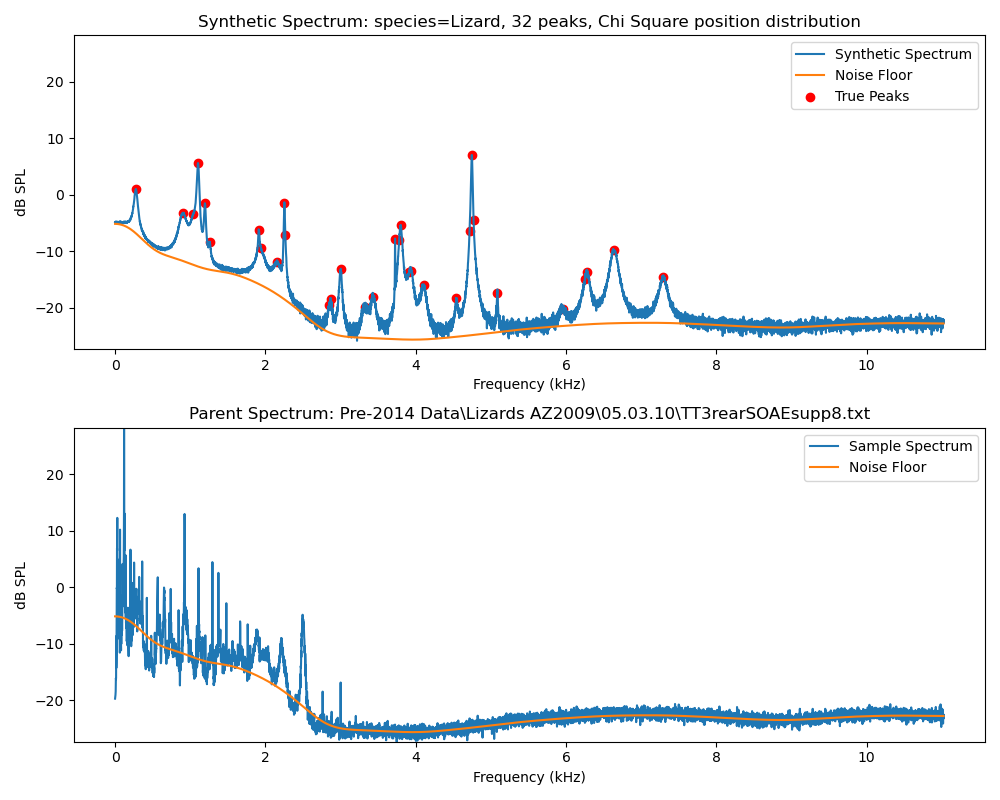 Synthetic Spectrum: species=Lizard, 32 peaks, Chi Square position distribution
Synthetic Spectrum
Noise Floor
True Peaks
20
10
0
−10
−20
dB SPL
0 2 4 6 8 10
Frequency (kHz)
Parent Spectrum: Pre-2014 Data\Lizards AZ2009\05.03.10\TT3rearSOAEsupp8.txt
Sample Spectrum
Noise Floor
20
10
0
−10
−20
dB SPL
0 2 4 6 8 10
Frequency (kHz)